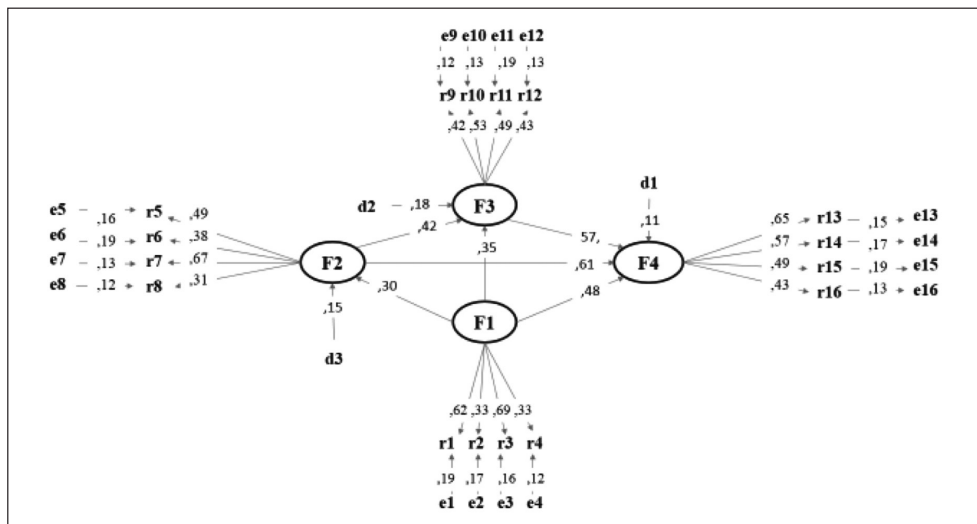 e9 e10 e11 e12
,12 ,13 ,19 ,13
r9 r10 r11 r12
,42 ,53 ,49 ,43
d1
,11
d2 ,18 F3
e5 ,16 r5 ,49
e6 ,19 r6 ,38
e7 ,13 r7 ,67
e8 ,12 r8 ,31
,42
57,
,35
F2
,61
F4
,65 r13 ,15 e13
,57 r14 ,17 e14
,49 r15 ,19 e15
,43 r16 ,13 e16
,30
,48
,15
F1
d3
,62 ,33 ,69 ,33
r1 r2 r3 r4
,19 ,17 ,16 ,12
e1 e2 e3 e4